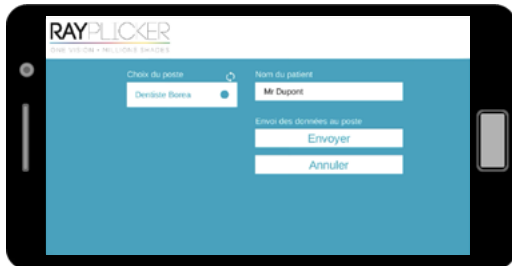 RAYPLICKER
ONE VISION • MILLIONS SHADES
Choix du poste
Dentiste Borea
Nom du patient
Mr Dupont
Envoi des données au poste
Envoyer
Annuler